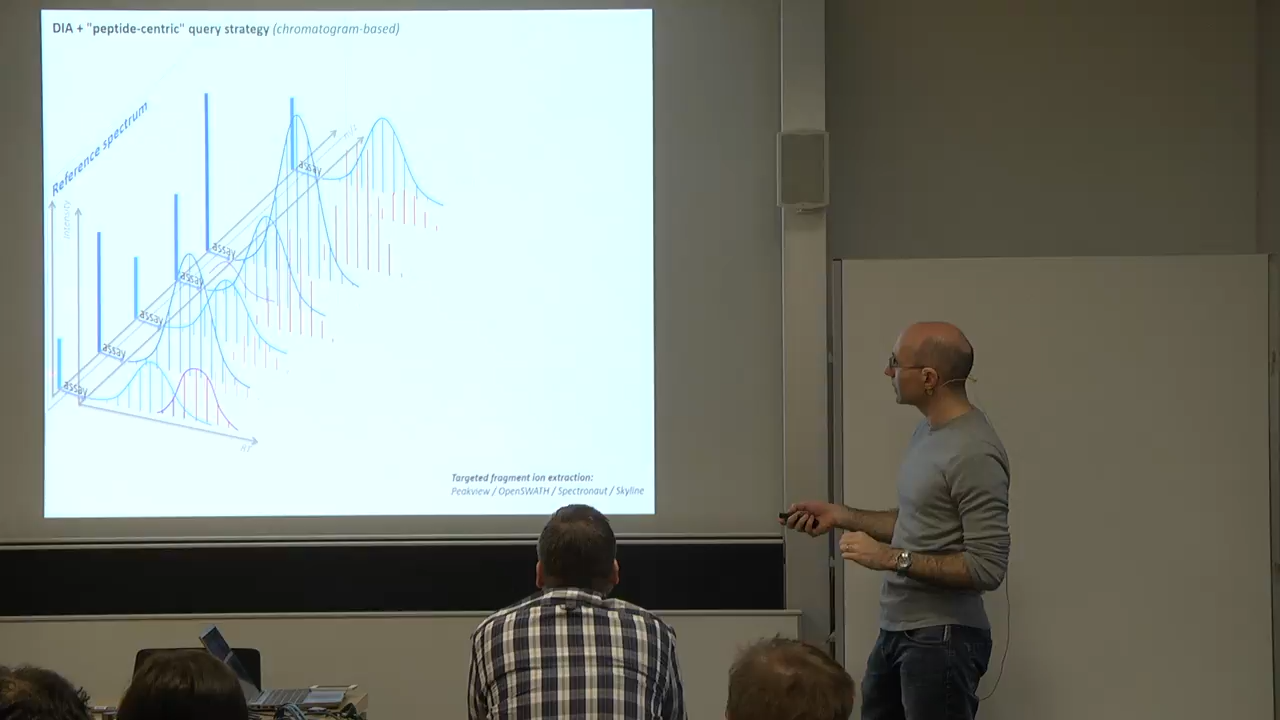 DIA + "peptide-centric" query strategy (chromatogram-based)
Reference spectrum
Intensity
assay
assay
assay
assay
assay
assay
RT
Targeted fragment ion extraction:
Peakview / OpenSWATH / Spectronaut / Skyline